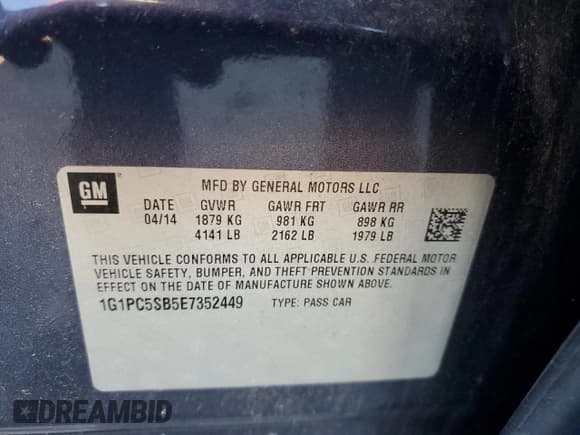 GM
MFD BY GENERAL MOTORS LLC
DATE GVWR GAWR FRT GAWR RR
04/14 1879 KG 981 KG 898 KG
4141 LB 2162 LB 1979 LB
THIS VEHICLE CONFORMS TO ALL APPLICABLE U.S. FEDERAL MOTOR
VEHICLE SAFETY, BUMPER, AND THEFT PREVENTION STANDARDS IN
EFFECT ON THE DATE OF MANUFACTURE SHOWN ABOVE.
1G1PC5SB5E7352449 TYPE: PASS CAR
DREAMBID